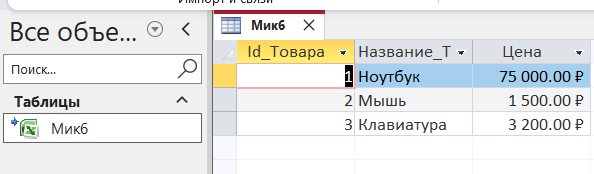 Импорт и связи
Все объе...
Поиск...
Таблицы
Мик6
Мик6
Id_Товара Название_Т Цена
1 Ноутбук 75 000.00 ₽
2 Мышь 1 500.00 ₽
3 Клавиатура 3 200.00 ₽